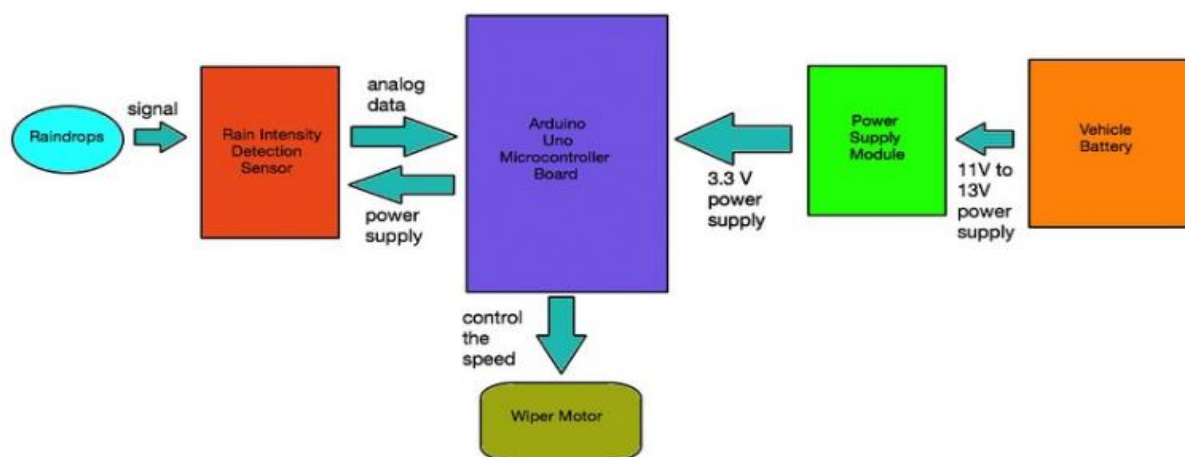 Raindrops
signal
Rain Intensity
Detection
Sensor
analog
data
power
supply
Arduino
Uno
Microcontroller
Board
control
the
speed
Wiper Motor
3.3 V
power
supply
Power
Supply
Module
11V to
13V
power
supply
Vehicle
Battery